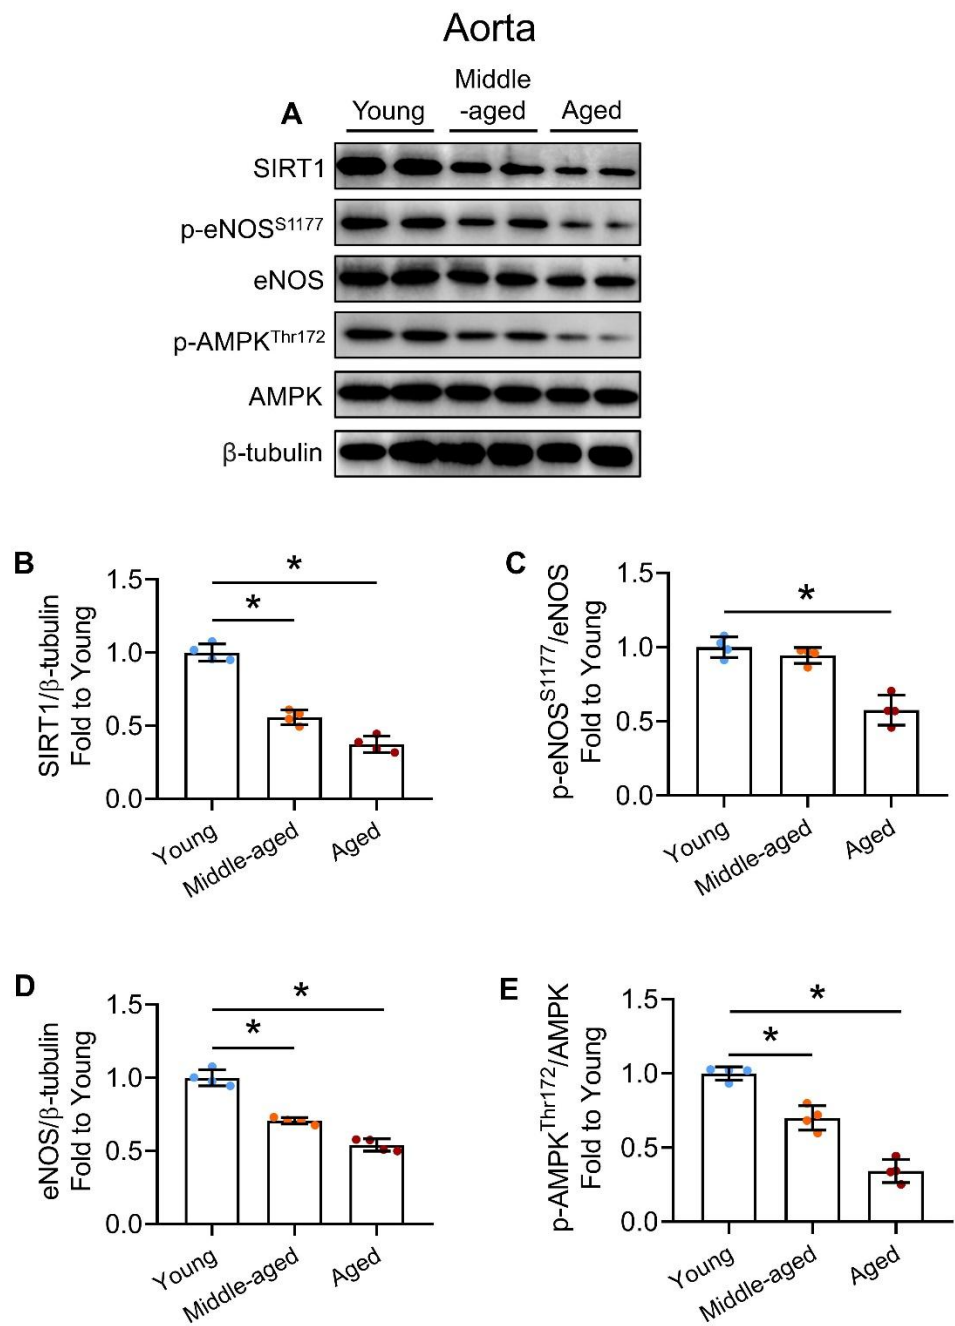 Aorta
A
Young
Middle
-aged
Aged
SIRT1
p-eNOS^S1177
eNOS
p-AMPK^Thr172
AMPK
β-tubulin
B
SIRT1/β-tubulin
Fold to Young
1.5
1.0
0.5
0.0
*
*
Young
Middle-aged
Aged
C
p-eNOS^S1177/eNOS
Fold to Young
1.5
1.0
0.5
0.0
*
Young
Middle-aged
Aged
D
eNOS/β-tubulin
Fold to Young
1.5
1.0
0.5
0.0
*
*
Young
Middle-aged
Aged
E
p-AMPK^Thr172/AMPK
Fold to Young
1.5
1.0
0.5
0.0
*
*
Young
Middle-aged
Aged